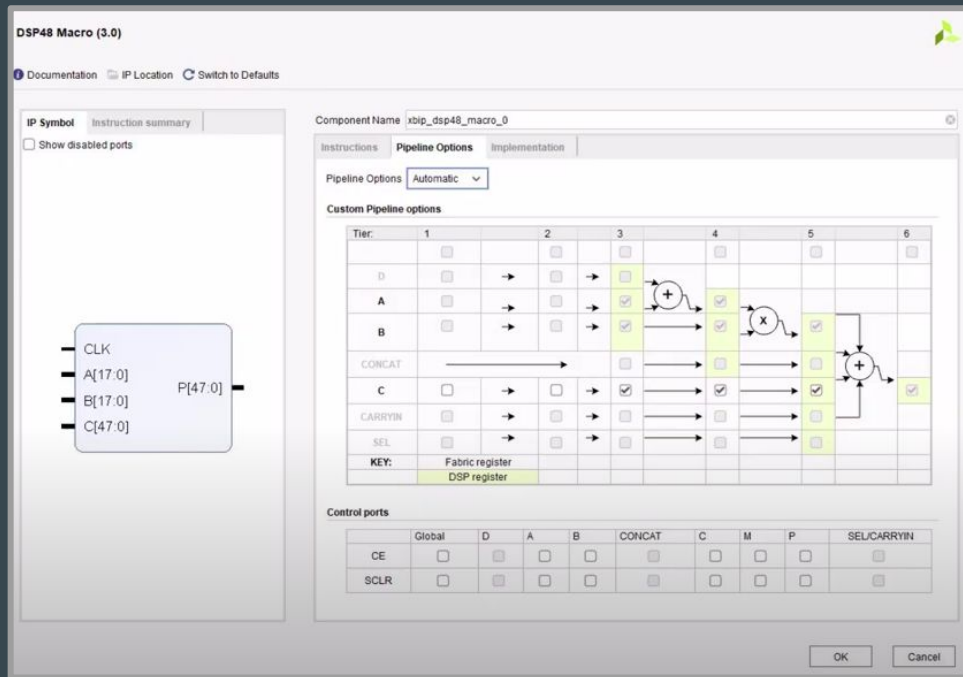 DSP48 Macro (3.0)
Documentation IP Location Switch to Defaults
IP Symbol Instruction summary
Show disabled ports
CLK
A[17:0]
B[17:0]
C[47:0]
P[47:0]
Component Name xbip_dsp48_macro_0
Instructions Pipeline Options Implementation
Pipeline Options Automatic
Custom Pipeline options
Tier: 1 2 3 4 5 6
D
A
B
CONCAT
C
CARRYIN
SEL
KEY: Fabric register
DSP register
+
X
+
Control ports
Global D A B CONCAT C M P SEL/CARRYIN
CE
SCLR
OK Cancel